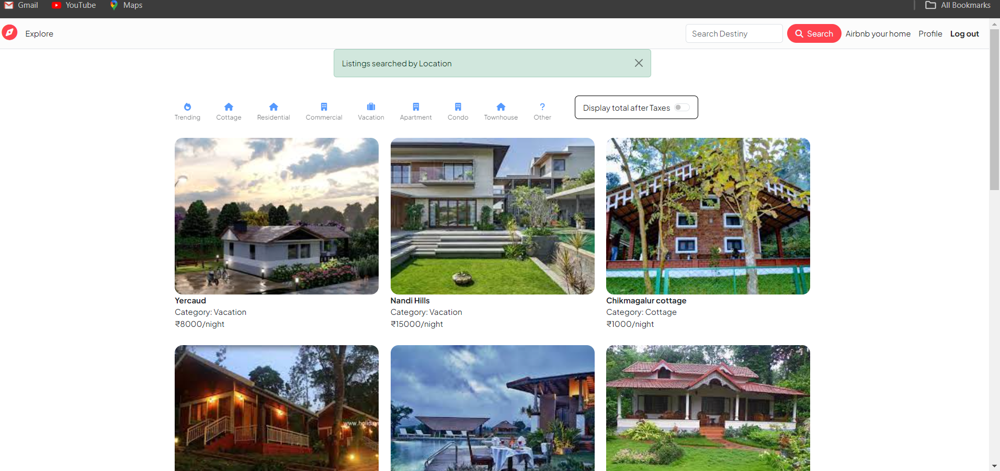 Gmail YouTube Maps All Bookmarks
Explore Search Destiny Search Airbnb your home Profile Log out
Listings searched by Location
Trending Cottage Residential Commercial Vacation Apartment Condo Townhouse ? Other Display total after Taxes
Yercaud
Category: Vacation
₹8000/night
Nandi Hills
Category: Vacation
₹15000/night
Chikmagalur cottage
Category: Cottage
₹1000/night